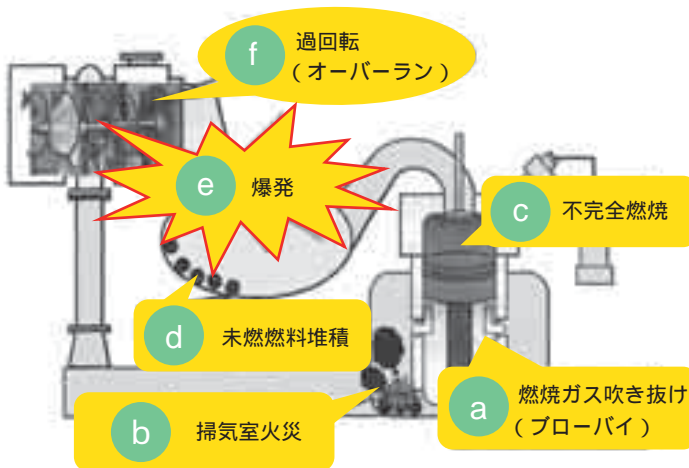 f
過回転
( オーバーラン )
e
爆発
c
不完全燃焼
d
未燃燃料堆積
a
燃焼ガス吹き抜け
( ブローバイ )
b
掃気室火災